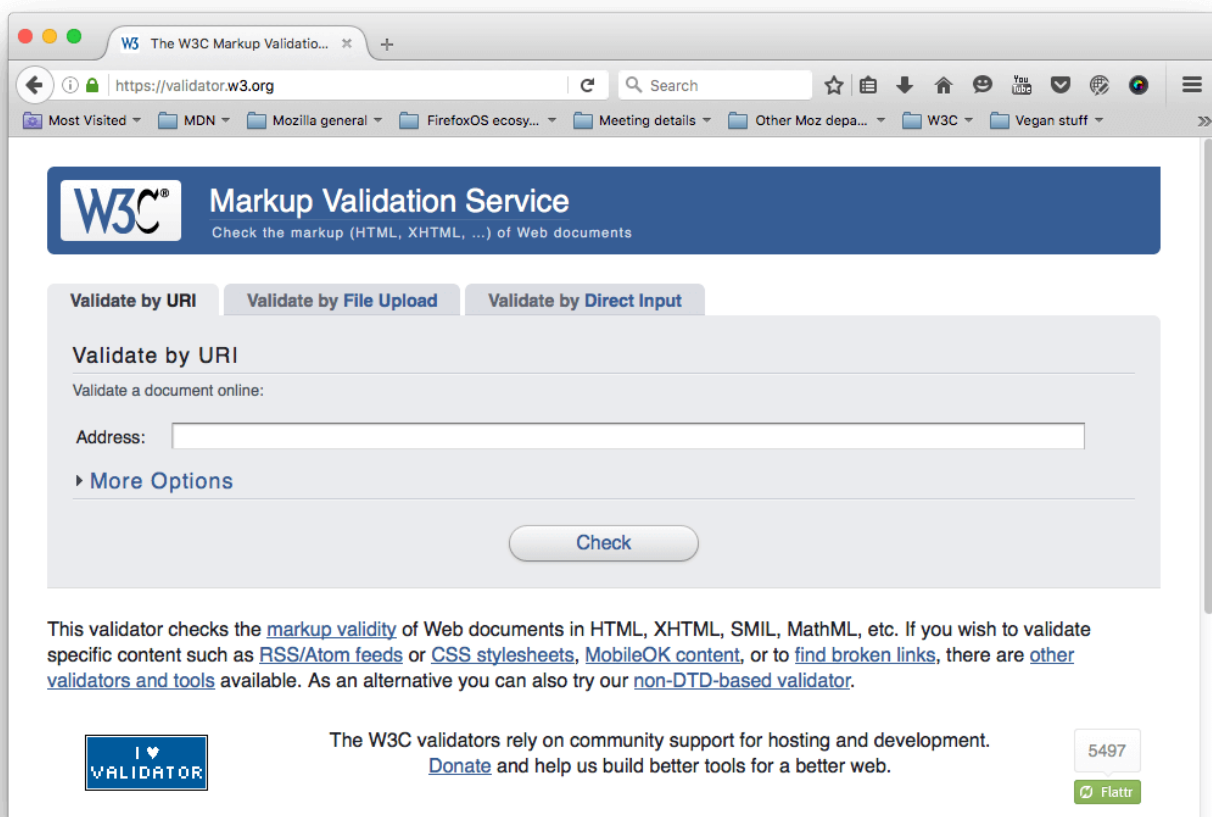 W3 The W3C Markup Validatio...
https://validator.w3.org Search You Tube
Most Visited MDN Mozilla general FirefoxOS ecosy... Meeting details Other Moz depa... W3C Vegan stuff
W3C® Markup Validation Service
Check the markup (HTML, XHTML, ...) of Web documents
Validate by URI Validate by File Upload Validate by Direct Input
Validate by URI
Validate a document online:
Address:
More Options
Check
This validator checks the markup validity of Web documents in HTML, XHTML, SMIL, MathML, etc. If you wish to validate
specific content such as RSS/Atom feeds or CSS stylesheets, MobileOK content, or to find broken links, there are other
validators and tools available. As an alternative you can also try our non-DTD-based validator.
I ♥
VALIDATOR
The W3C validators rely on community support for hosting and development.
Donate and help us build better tools for a better web.
5497
Flattr